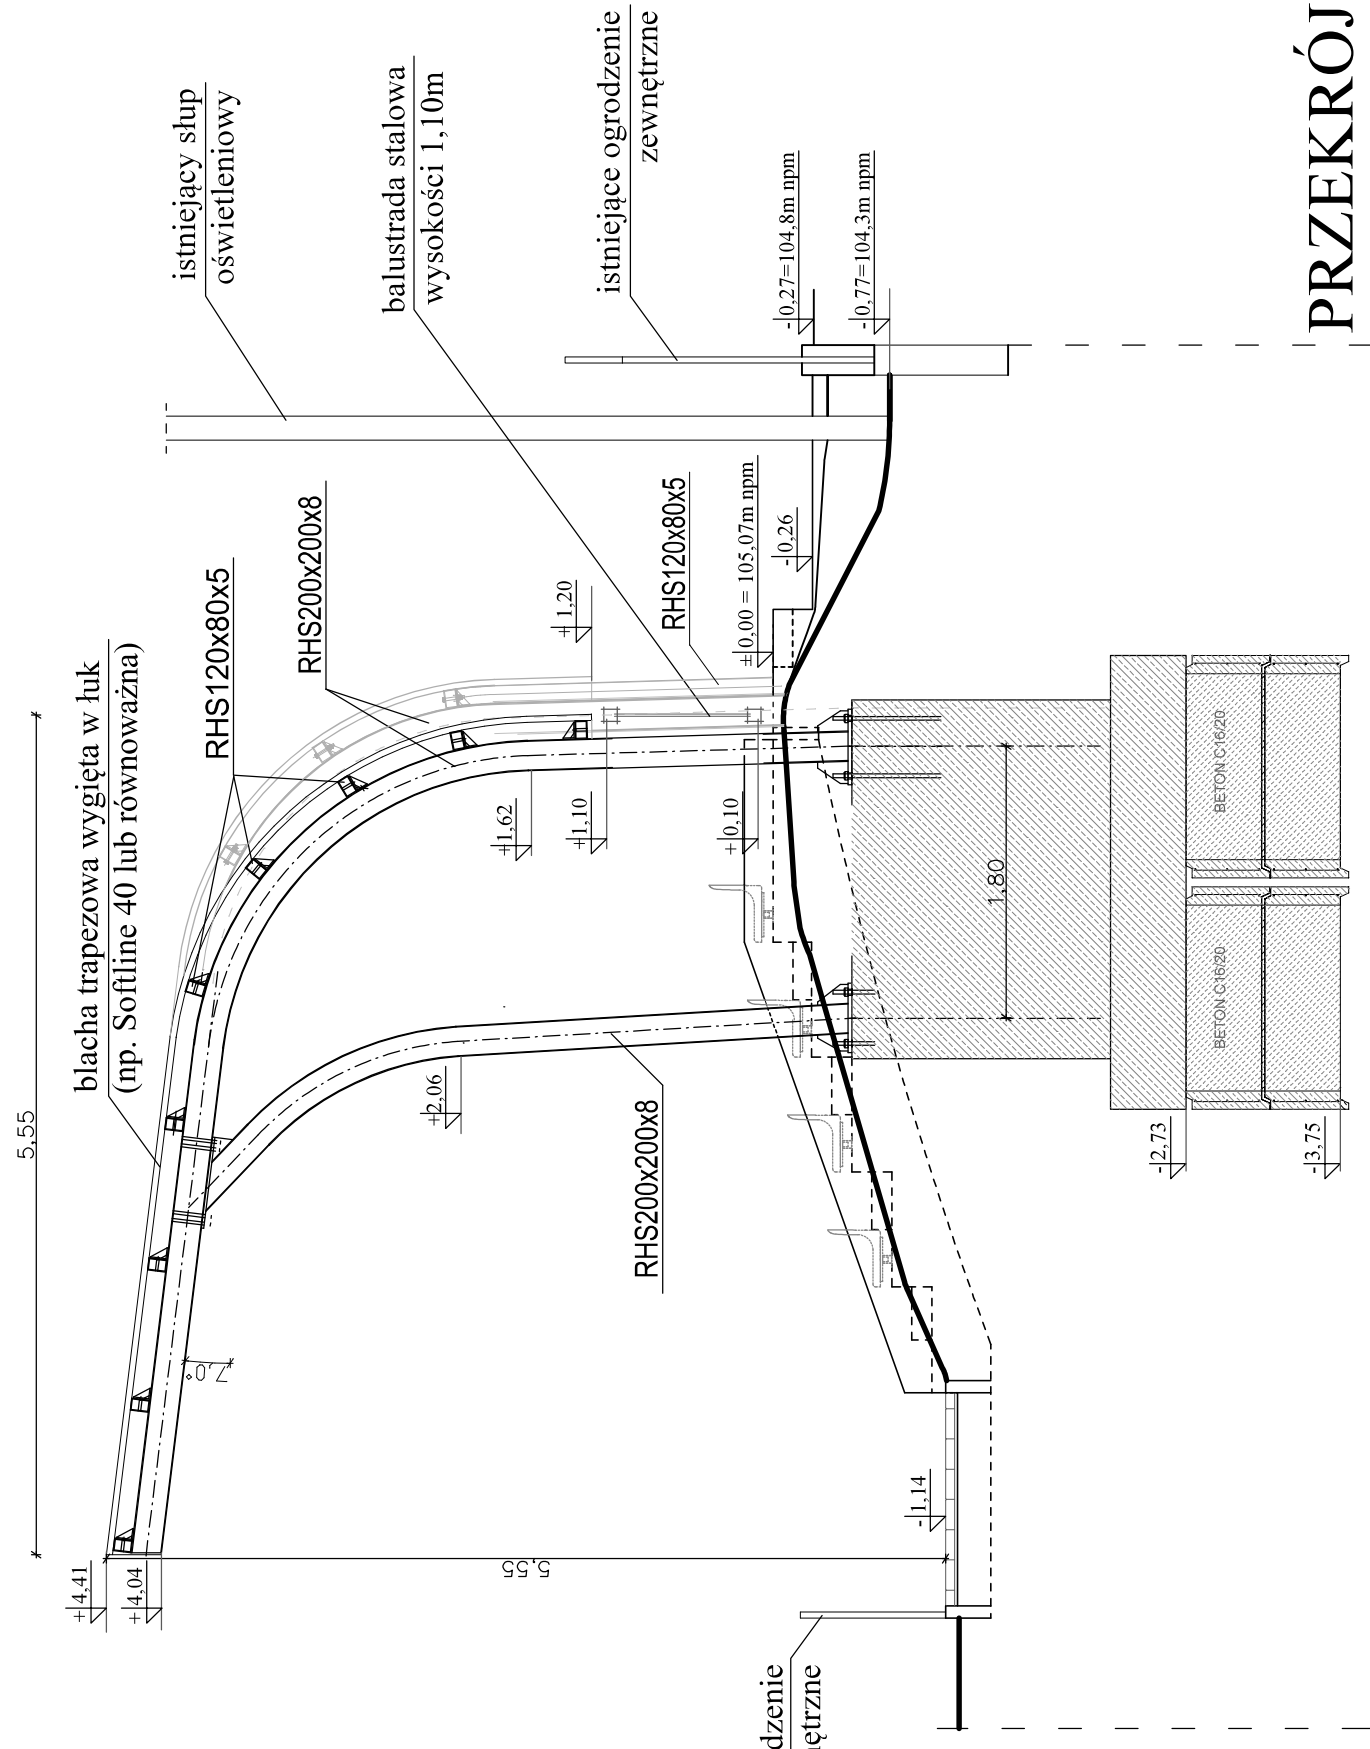 5,55
blacha trapezowa wygięta w łuk
(np. Softline 40 lub równoważna)
RHS120x80x5
RHS200x200x8
istniejący słup
oświetleniowy
balustrada stalowa
wysokości 1,10m
istniejące ogrodzenie
zewnętrzne
+4,41
+4,04
7,0°
+2,06
+1,62
+1,20
+1,10
+0,10
RHS120x80x5
±0,00 = 105,07m npm
-0,26
-0,27=104,8m npm
-0,77=104,3m npm
RHS200x200x8
5,55
-1,14
1,80
-2,73
-3,75
BETON C16/20
BETON C16/20
dzenie
ętrzne
PRZEKRÓJ